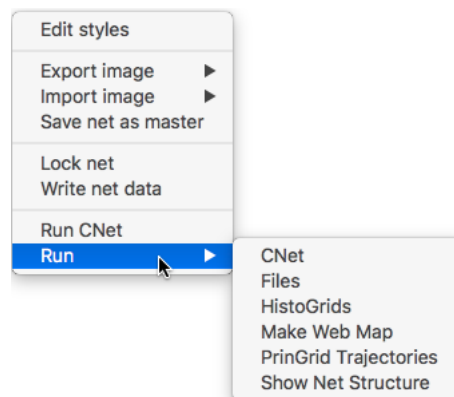 Edit styles
Export image
Import image
Save net as master
Lock net
Write net data
Run CNet
Run
CNet
Files
HistoGrids
Make Web Map
PrinGrid Trajectories
Show Net Structure